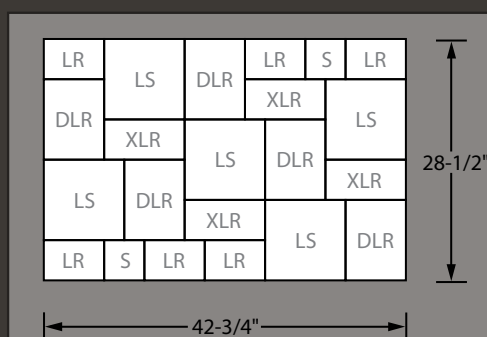 LR LR S LR
LS DLR
XLR
DLR LS
XLR
LS DLR
XLR
LS DLR
XLR
LS DLR
LR S LR LR
28-1/2"
42-3/4"